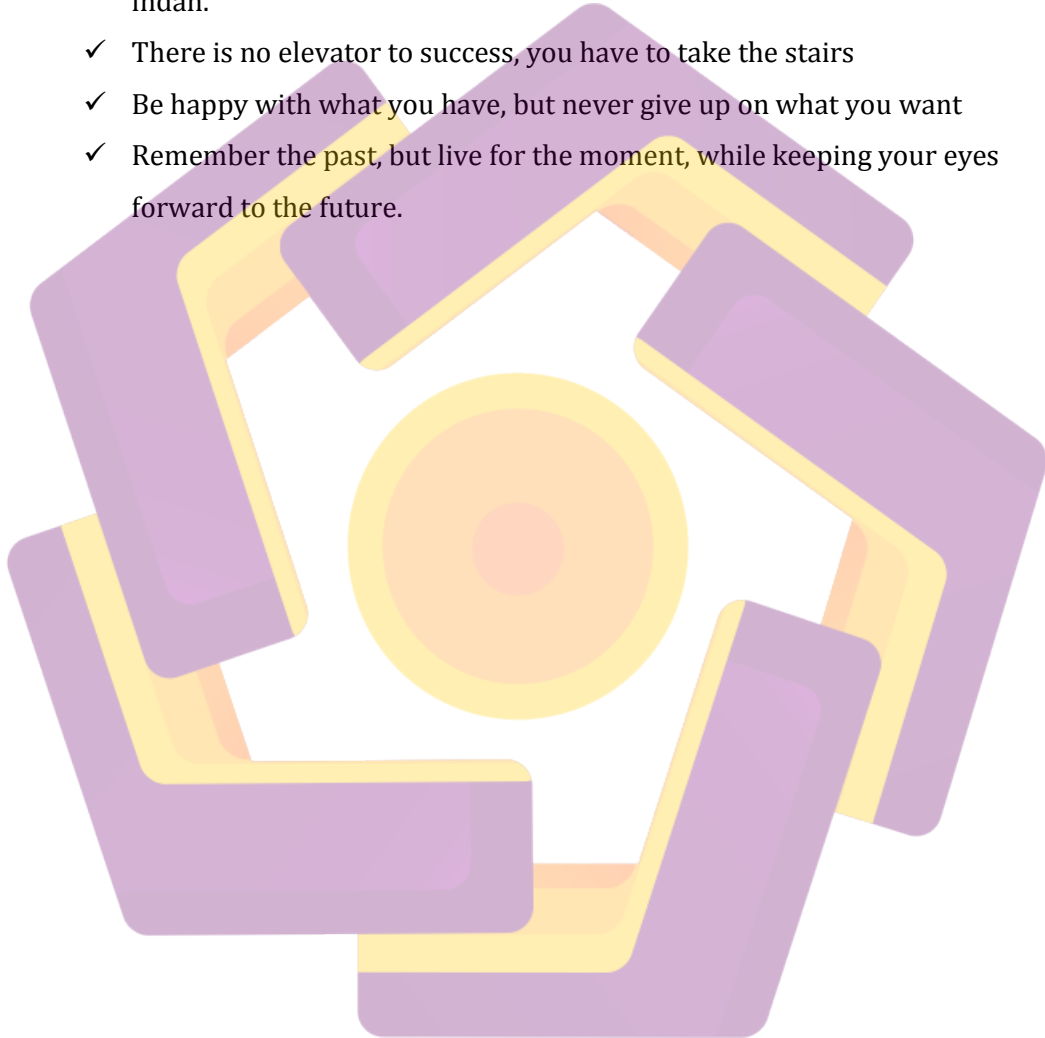 indah.
✓ There is no elevator to success, you have to take the stairs
✓ Be happy with what you have, but never give up on what you want
✓ Remember the past, but live for the moment, while keeping your eyes
forward to the future.